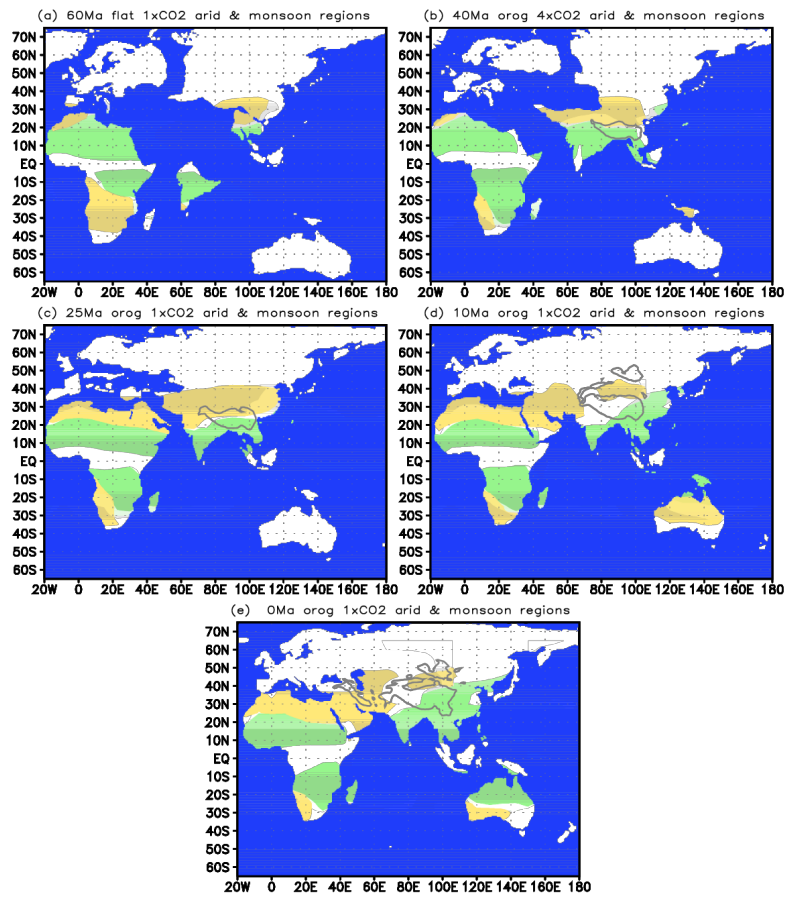 (a) 60Ma flat 1xCO2 arid & monsoon regions
70N
60N
50N
40N
30N
20N
10N
EQ
10S
20S
30S
40S
50S
60S
20W 0 20E 40E 60E 80E 100E 120E 140E 160E 180
(b) 40Ma orog 4xCO2 arid & monsoon regions
70N
60N
50N
40N
30N
20N
10N
EQ
10S
20S
30S
40S
50S
60S
20W 0 20E 40E 60E 80E 100E 120E 140E 160E 180
(c) 25Ma orog 1xCO2 arid & monsoon regions
70N
60N
50N
40N
30N
20N
10N
EQ
10S
20S
30S
40S
50S
60S
20W 0 20E 40E 60E 80E 100E 120E 140E 160E 180
(d) 10Ma orog 1xCO2 arid & monsoon regions
70N
60N
50N
40N
30N
20N
10N
EQ
10S
20S
30S
40S
50S
60S
20W 0 20E 40E 60E 80E 100E 120E 140E 160E 180
(e) 0Ma orog 1xCO2 arid & monsoon regions
70N
60N
50N
40N
30N
20N
10N
EQ
10S
20S
30S
40S
50S
60S
20W 0 20E 40E 60E 80E 100E 120E 140E 160E 180